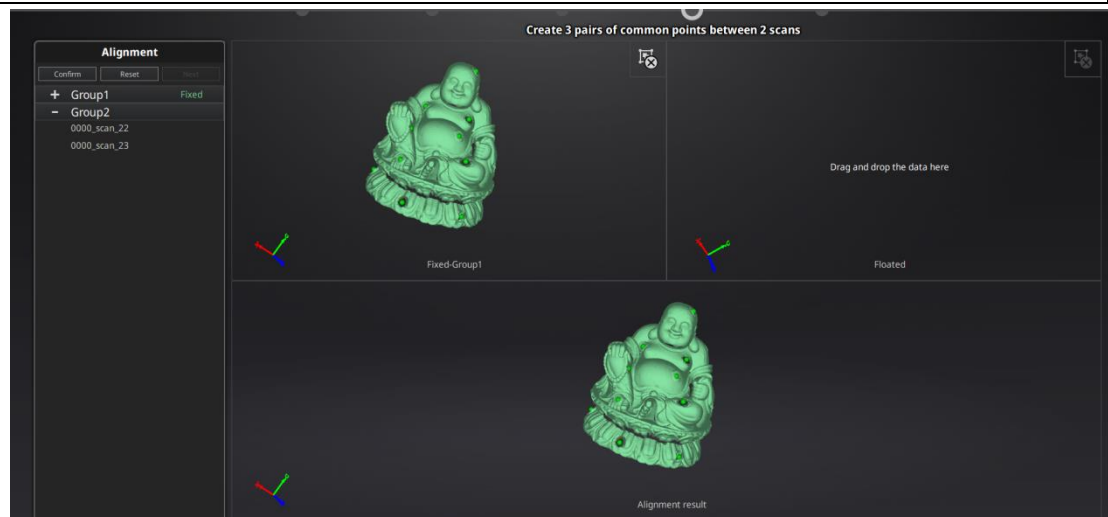 Create 3 pairs of common points between 2 scans
Alignment
Confirm Reset Next
+ Group1 Fixed
− Group2
0000_scan_22
0000_scan_23
Drag and drop the data here
Fixed-Group1
Floated
Alignment result